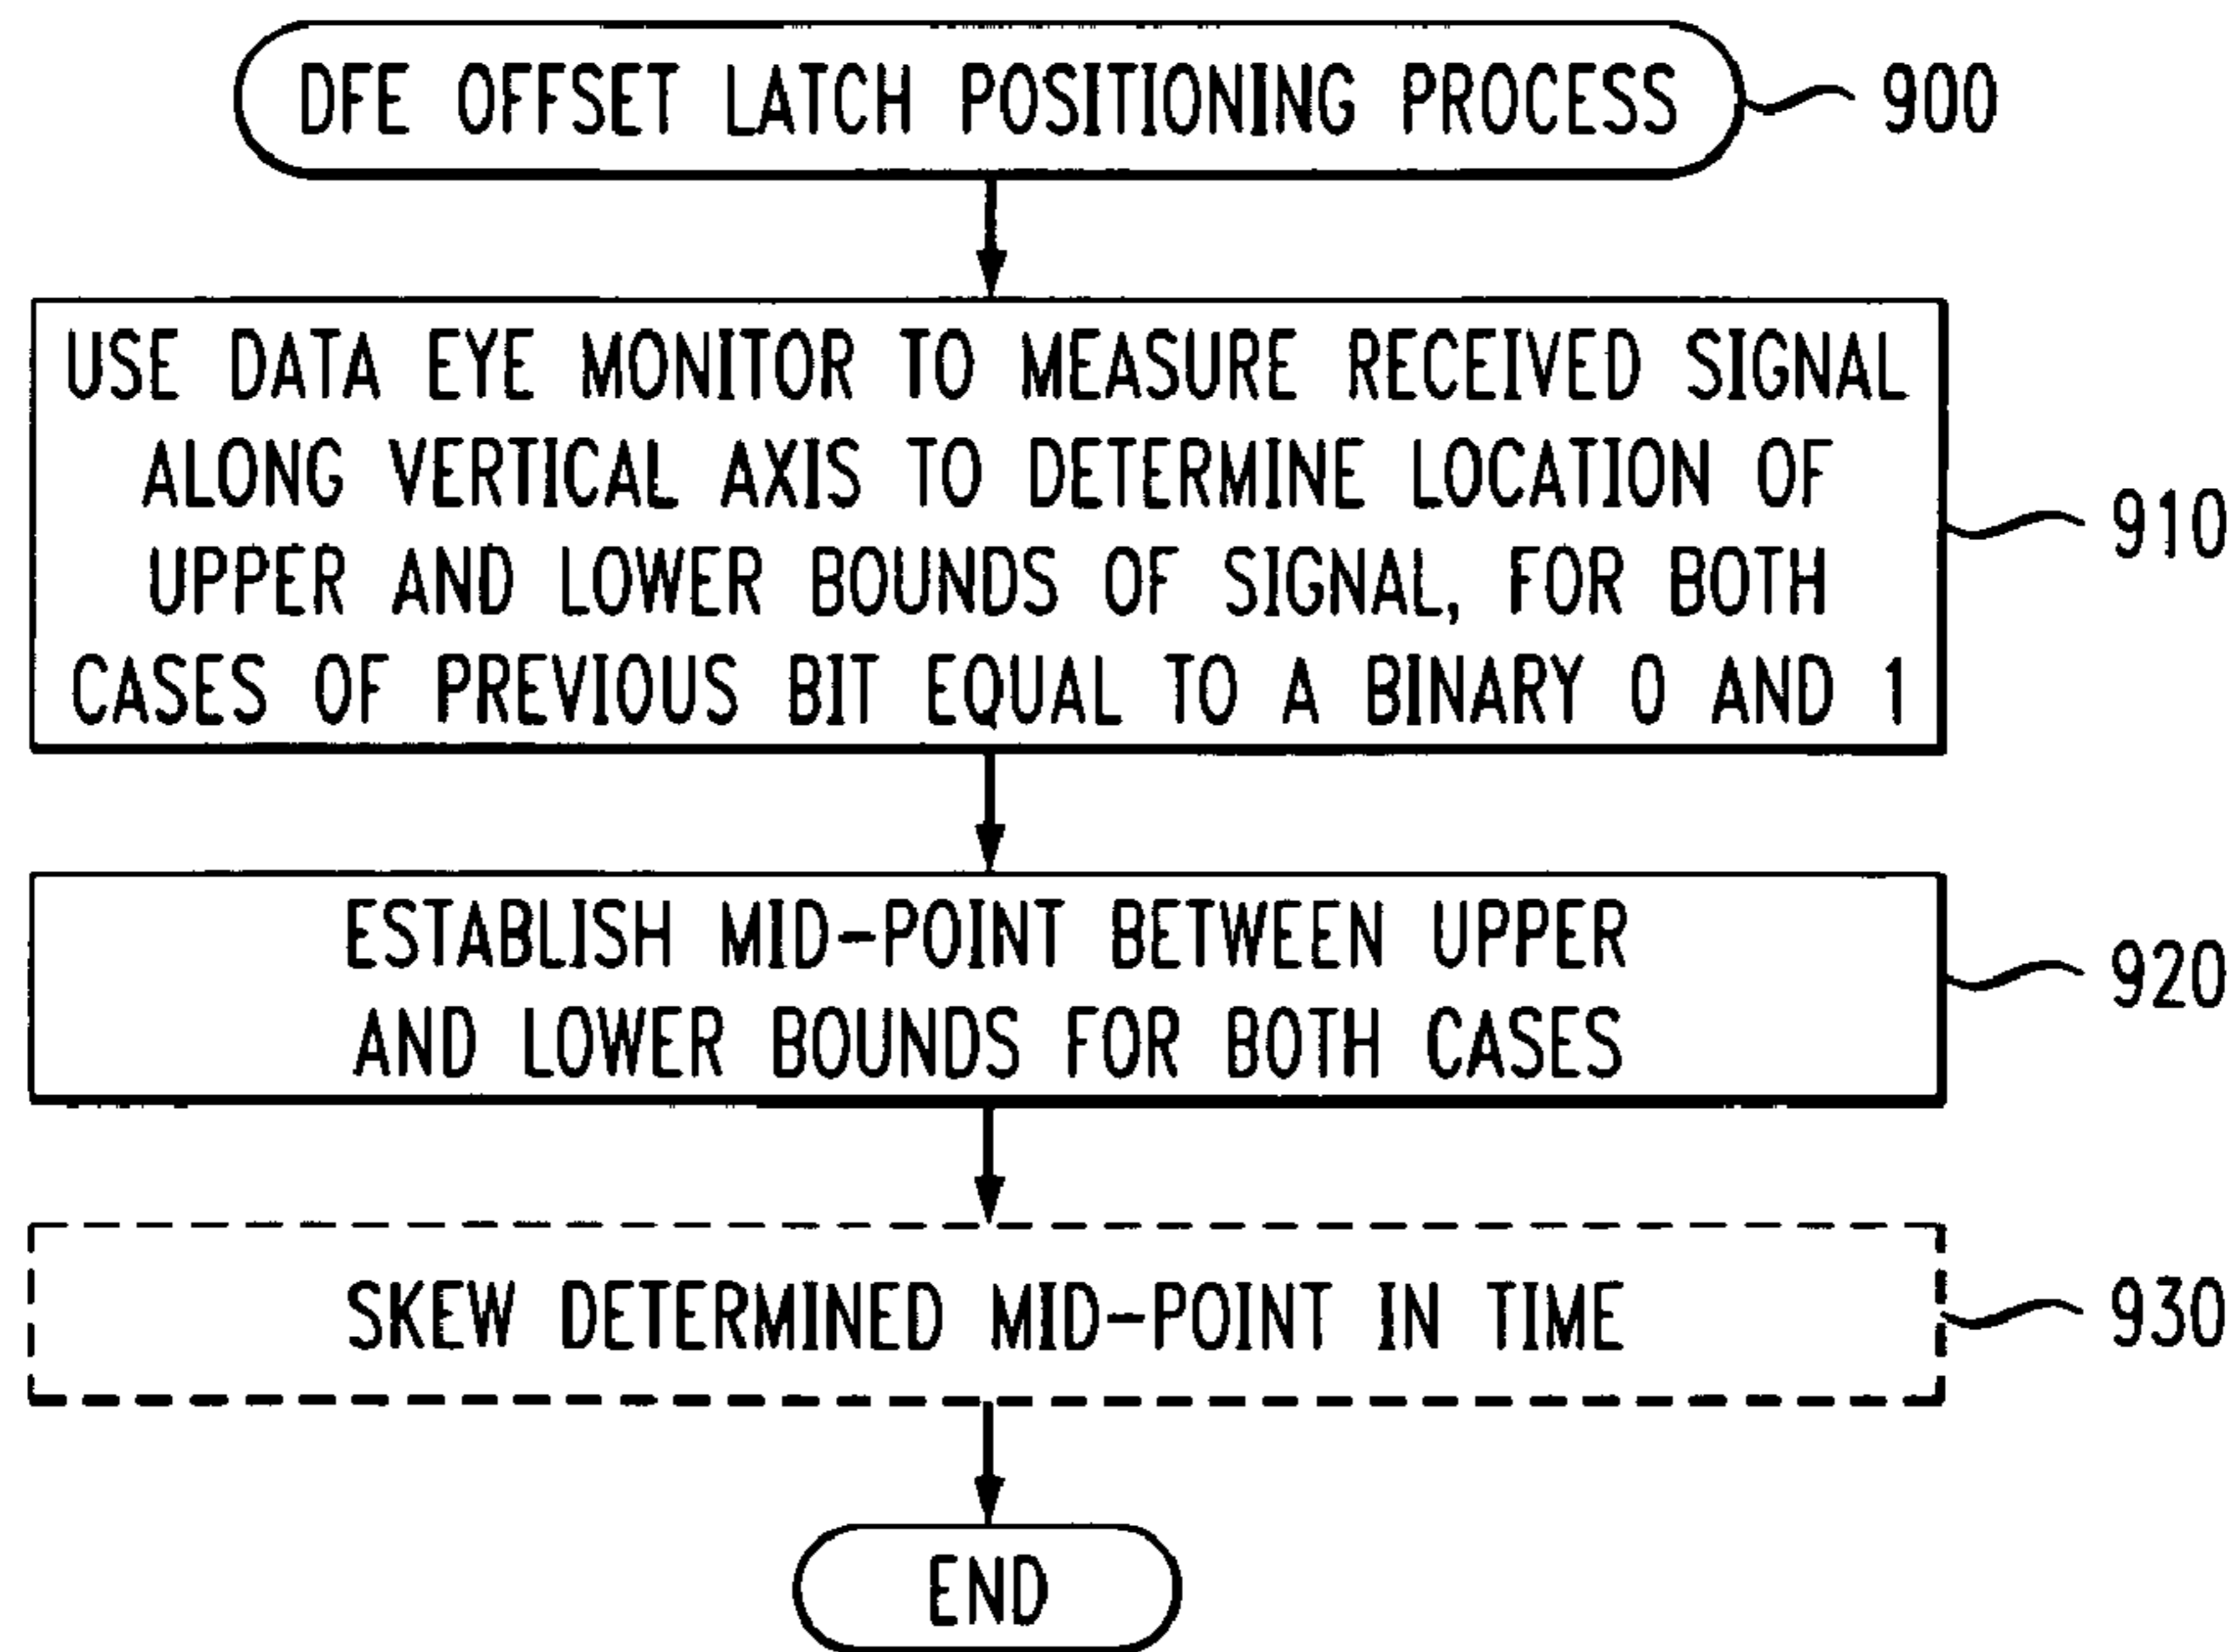 DFE OFFSET LATCH POSITIONING PROCESS
900
USE DATA EYE MONITOR TO MEASURE RECEIVED SIGNAL
ALONG VERTICAL AXIS TO DETERMINE LOCATION OF
UPPER AND LOWER BOUNDS OF SIGNAL, FOR BOTH
CASES OF PREVIOUS BIT EQUAL TO A BINARY 0 AND 1
910
ESTABLISH MID-POINT BETWEEN UPPER
AND LOWER BOUNDS FOR BOTH CASES
920
SKEW DETERMINED MID-POINT IN TIME
930
END